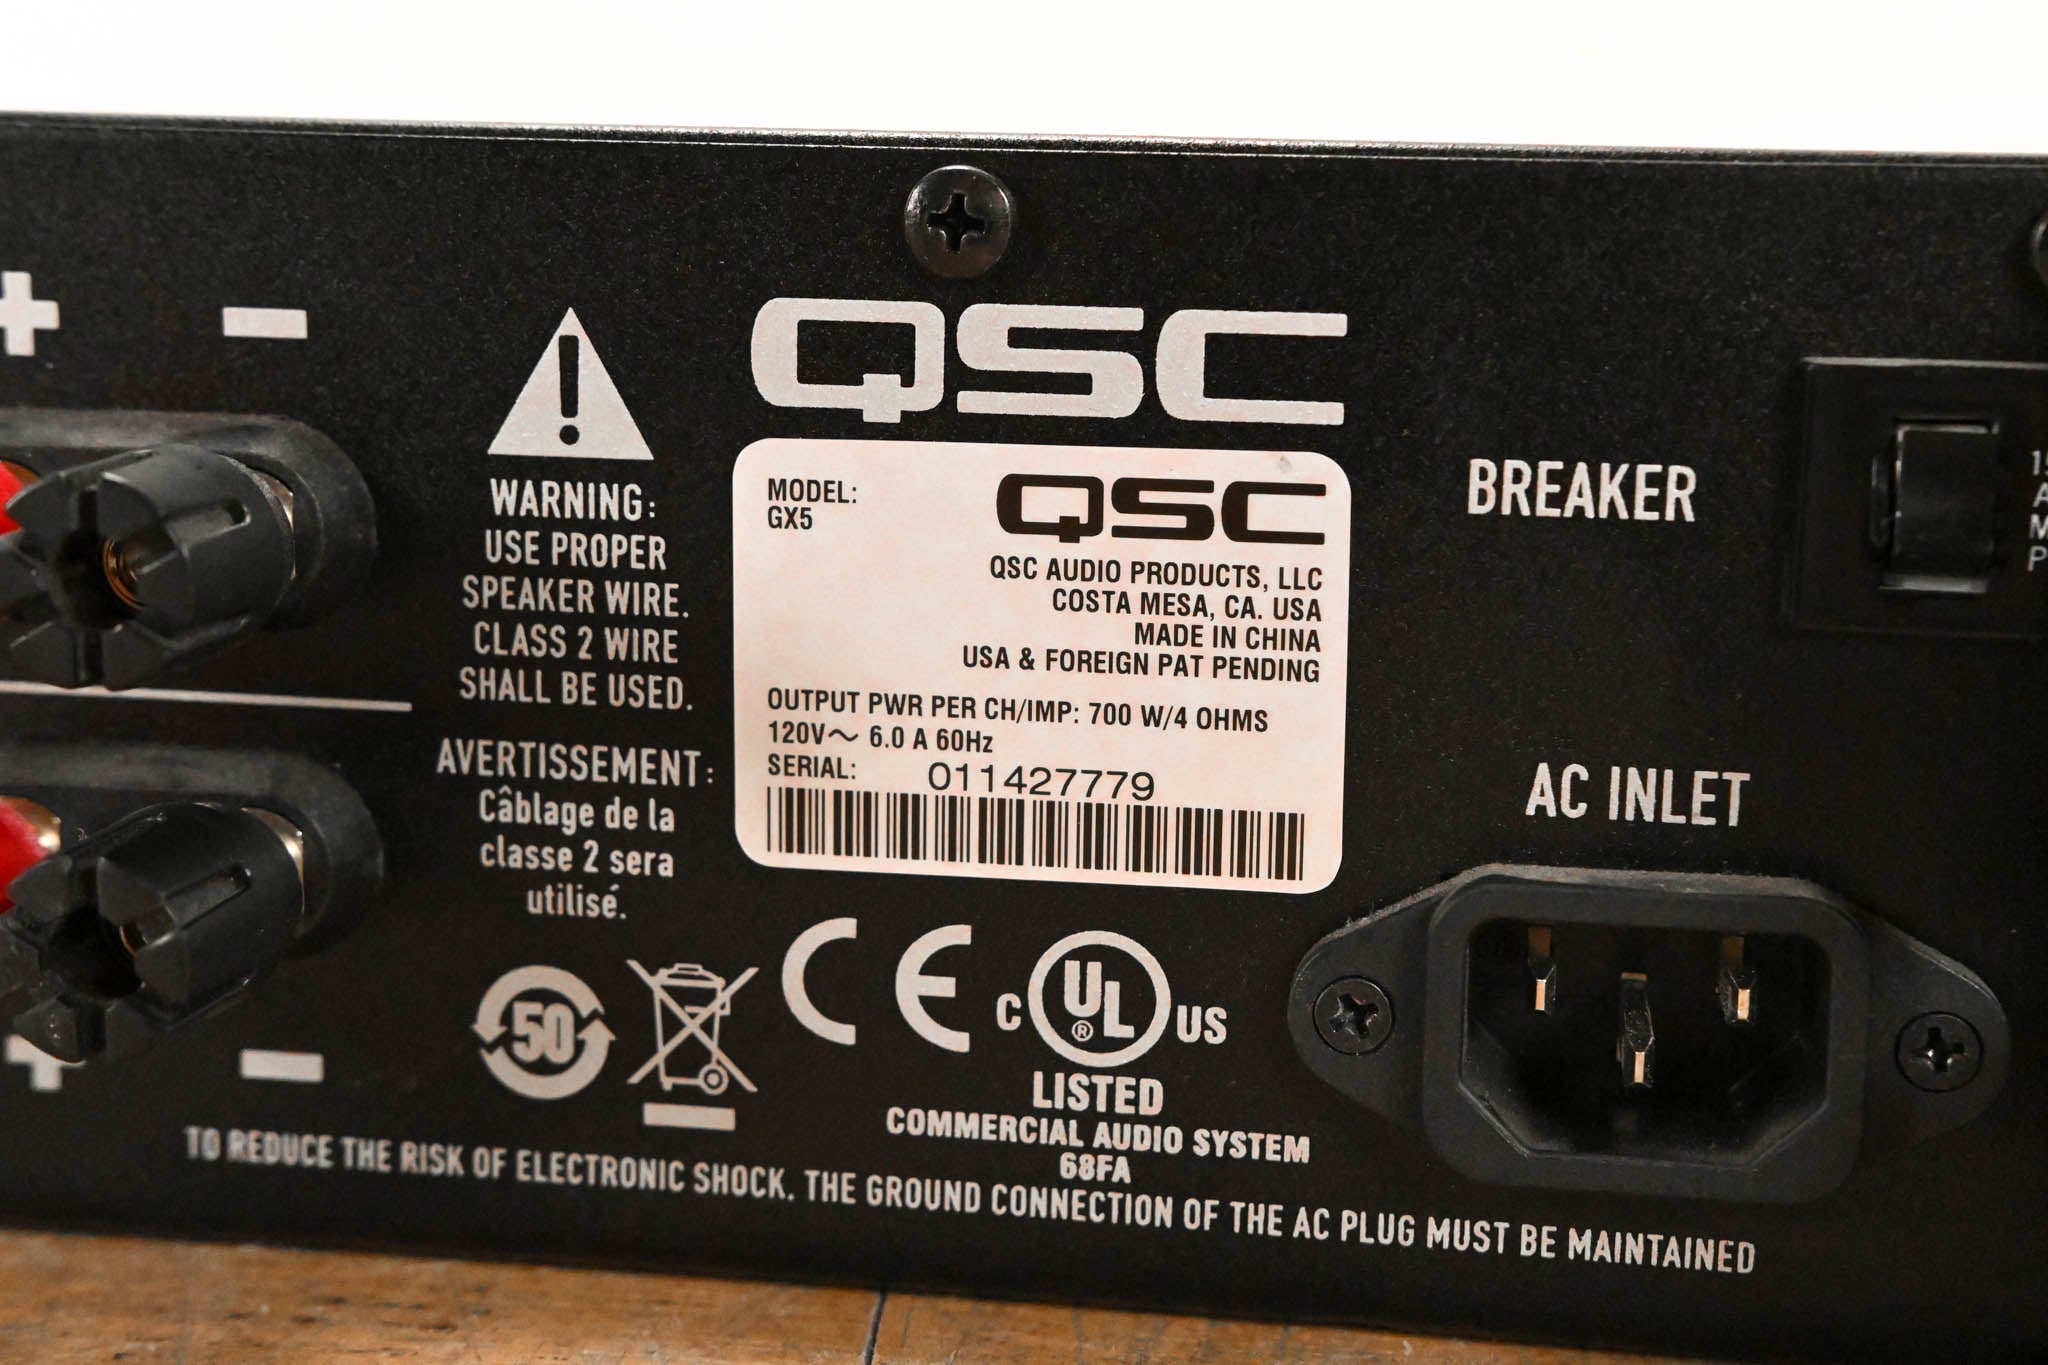 + −
QSC
WARNING:
USE PROPER
SPEAKER WIRE.
CLASS 2 WIRE
SHALL BE USED.
AVERTISSEMENT:
Câblage de la
classe 2 sera
utilisé.
MODEL:
GX5
QSC
QSC AUDIO PRODUCTS, LLC
COSTA MESA, CA. USA
MADE IN CHINA
USA & FOREIGN PAT PENDING
OUTPUT PWR PER CH/IMP: 700 W/4 OHMS
120V~ 6.0 A 60Hz
SERIAL: 011427779
BREAKER
AC INLET
+ −
50
CE
C UL ® US
LISTED
COMMERCIAL AUDIO SYSTEM
68FA
TO REDUCE THE RISK OF ELECTRONIC SHOCK. THE GROUND CONNECTION OF THE AC PLUG MUST BE MAINTAINED